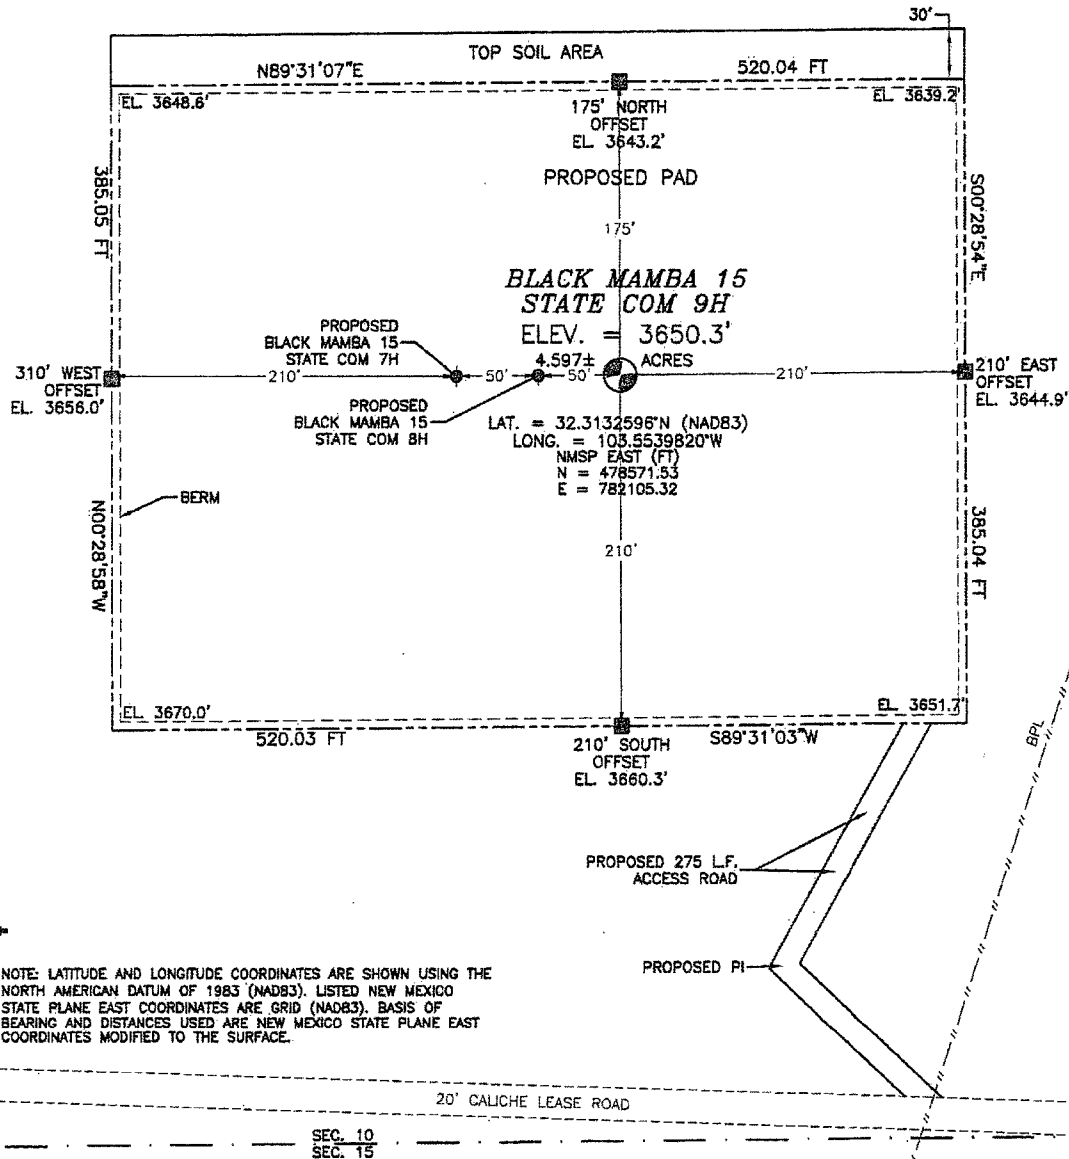 30'
TOP SOIL AREA
N89°31'07"E
520.04 FT
EL. 3648.6'
EL. 3639.2'
175' NORTH
OFFSET
EL. 3643.2'
PROPOSED PAD
385.05 FT
S00°28'54"E
175'
BLACK MAMBA 15
STATE COM 9H
ELEV. = 3650.3'
4.597± ACRES
PROPOSED
BLACK MAMBA 15
STATE COM 7H
310' WEST
OFFSET
EL. 3656.0'
210'
50'
50'
210'
210' EAST
OFFSET
EL. 3644.9'
PROPOSED
BLACK MAMBA 15
STATE COM 8H
LAT. = 32.3132596°N (NAD83)
LONG. = 103.5539820°W
NMSP EAST (FT)
N = 478571.53
E = 782105.32
BERM
N00°28'58"W
210'
385.04 FT
EL. 3670.0'
EL. 3651.7'
520.03 FT
210' SOUTH
OFFSET
EL. 3660.3'
S89°31'03"W
BPL
PROPOSED 275 L.F.
ACCESS ROAD
PROPOSED PI
NOTE: LATITUDE AND LONGITUDE COORDINATES ARE SHOWN USING THE
NORTH AMERICAN DATUM OF 1983 (NAD83). LISTED NEW MEXICO
STATE PLANE EAST COORDINATES ARE GRID (NAD83). BASIS OF
BEARING AND DISTANCES USED ARE NEW MEXICO STATE PLANE EAST
COORDINATES MODIFIED TO THE SURFACE.
20' CALICHE LEASE ROAD
SEC. 10
SEC. 15